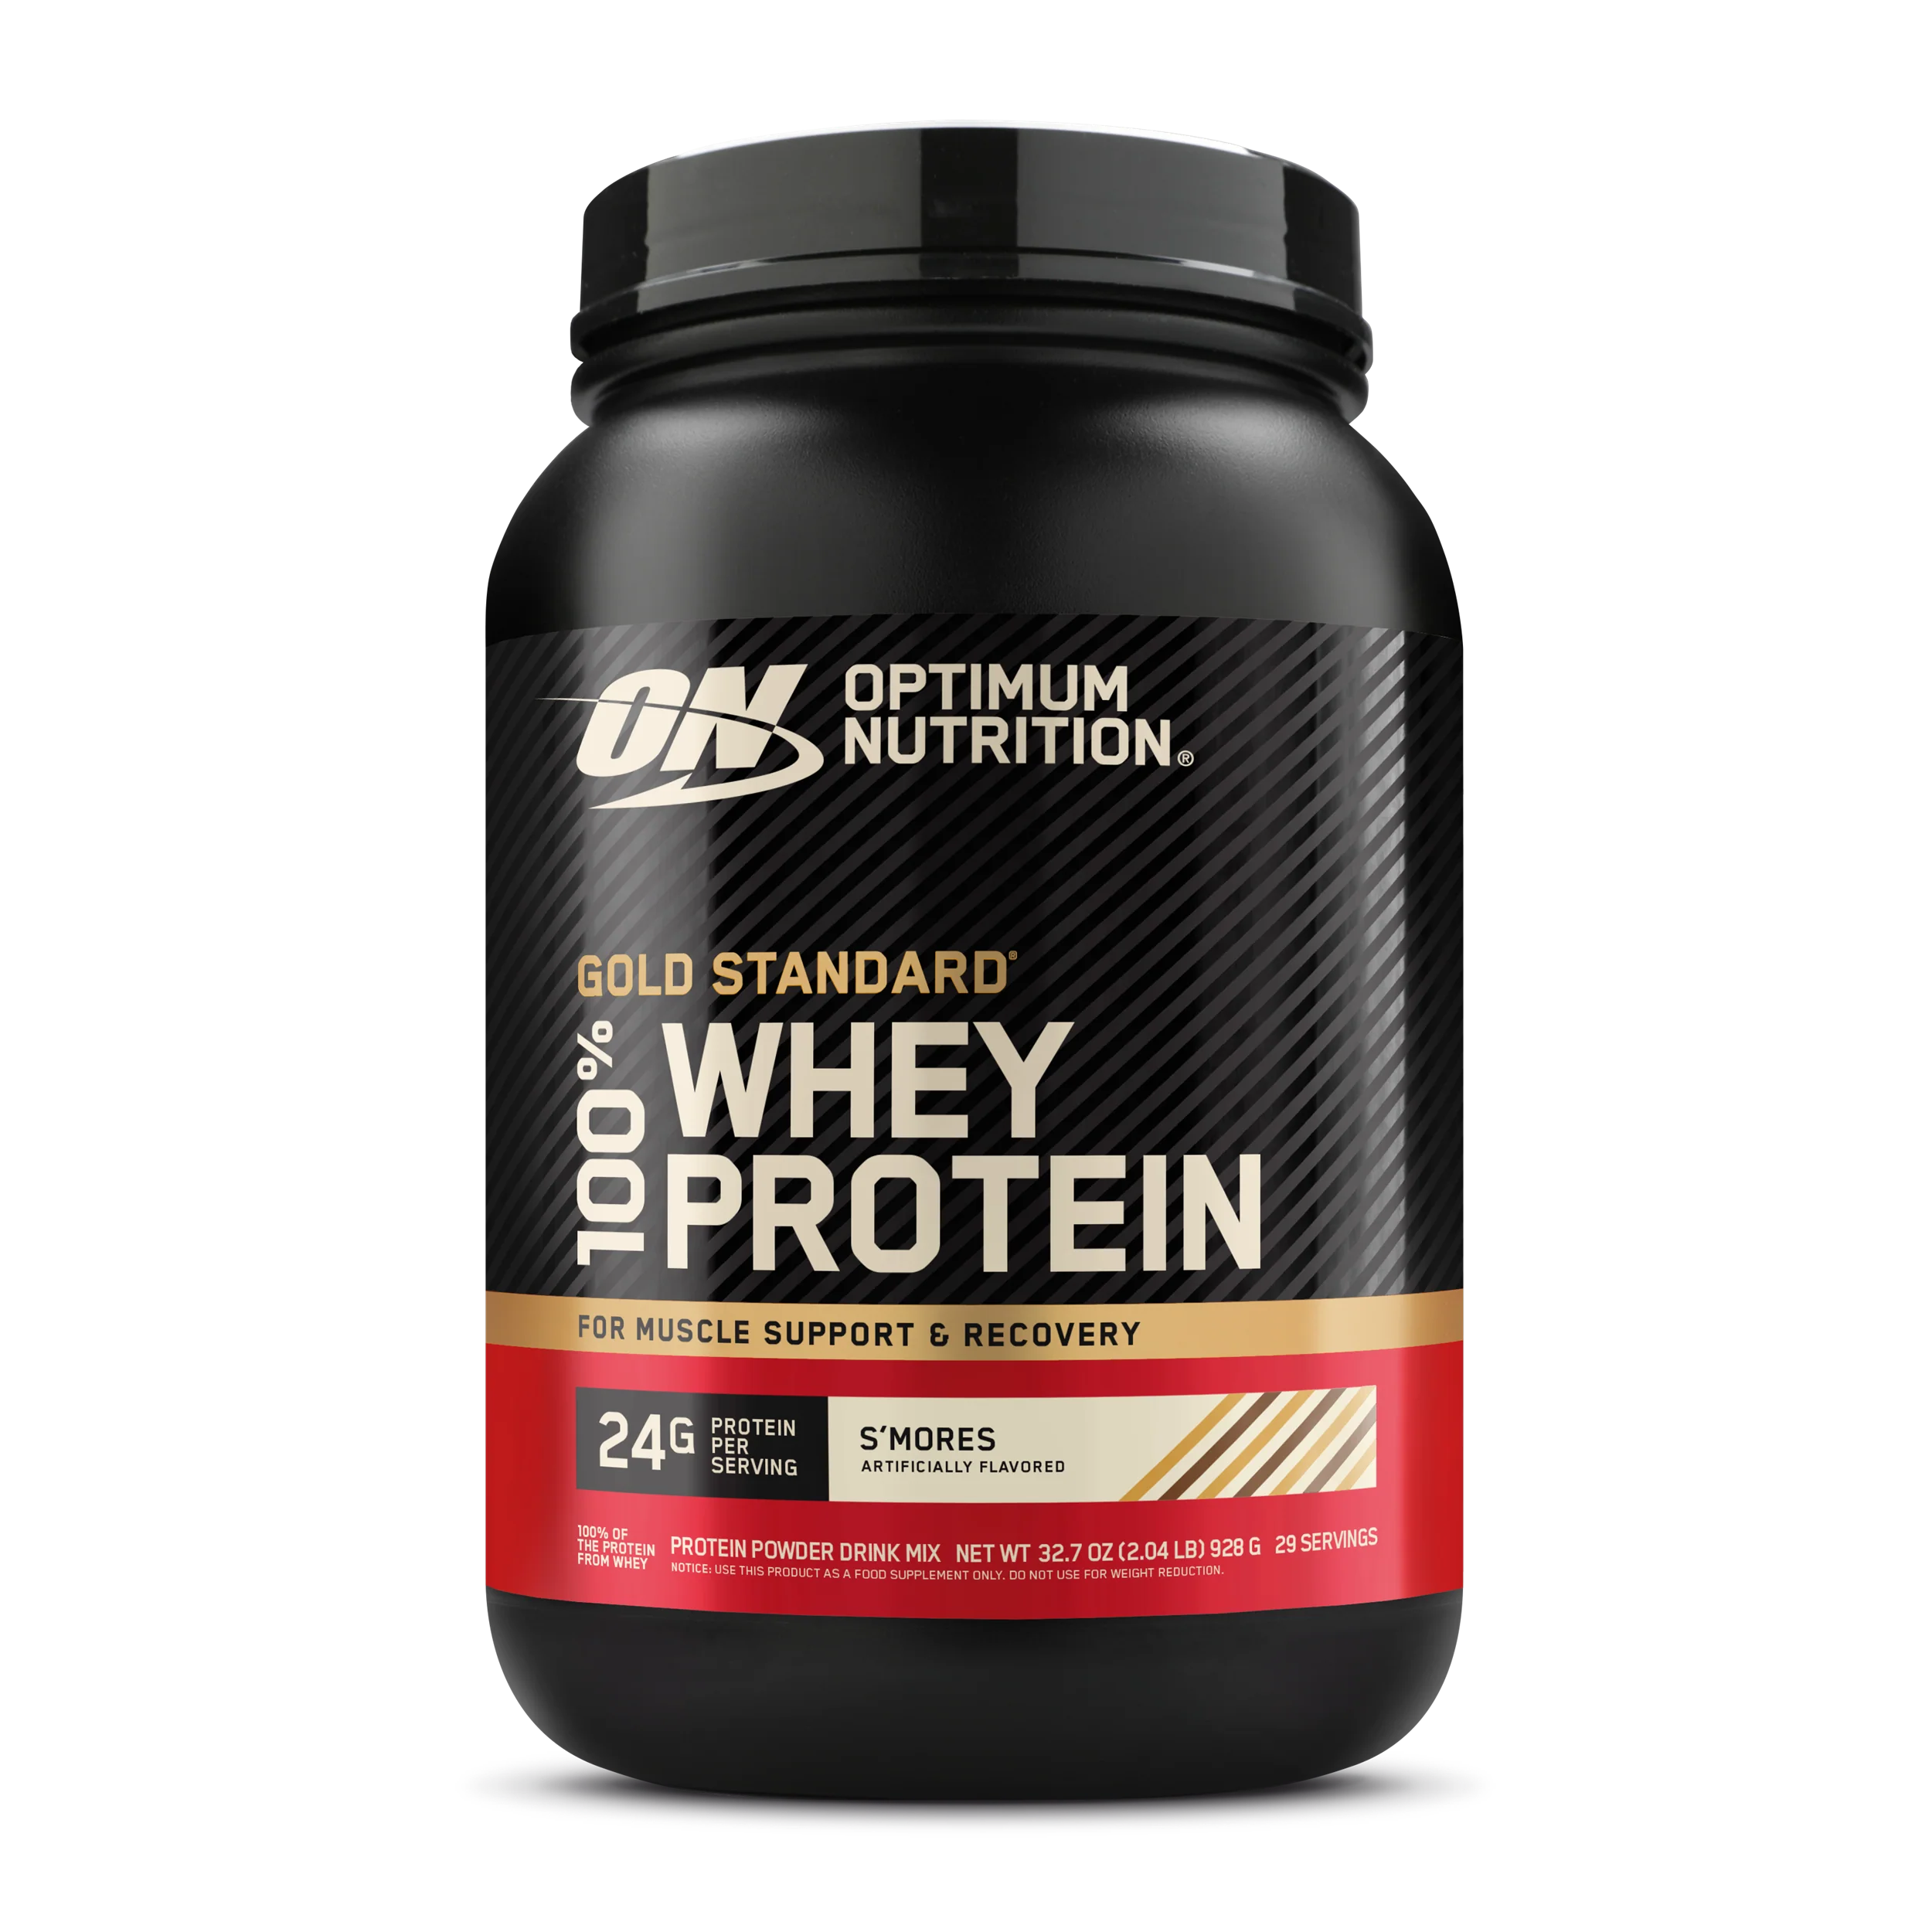 ON OPTIMUM
NUTRITION®
GOLD STANDARD®
100% WHEY
PROTEIN
FOR MUSCLE SUPPORT & RECOVERY
24G PROTEIN
PER
SERVING
S'MORES
ARTIFICIALLY FLAVORED
100% OF
THE PROTEIN
FROM WHEY
PROTEIN POWDER DRINK MIX NET WT 32.7 OZ (2.04 LB) 928 G 29 SERVINGS
NOTICE: USE THIS PRODUCT AS A FOOD SUPPLEMENT ONLY. DO NOT USE FOR WEIGHT REDUCTION.